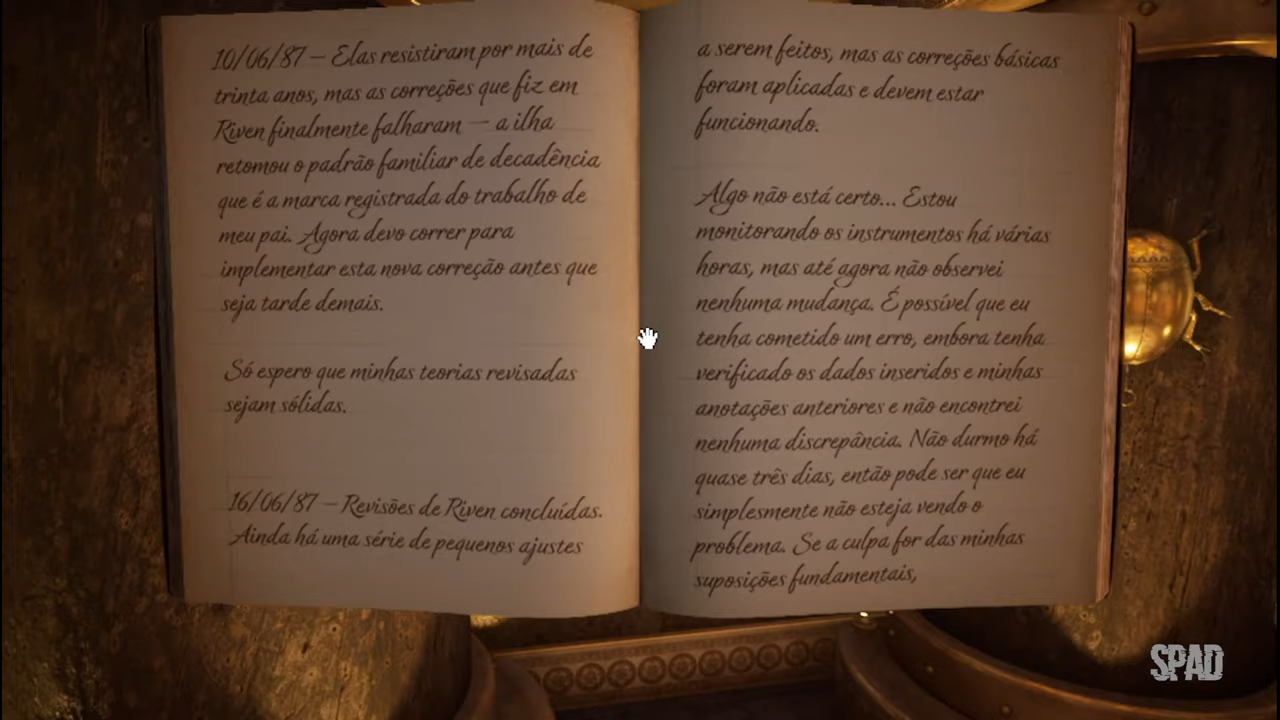 10/06/87 — Elas resistiram por mais de
trinta anos, mas as correções que fiz em
Riven finalmente falharam — a ilha
retomou o padrão familiar de decadência
que é a marca registrada do trabalho de
meu pai. Agora devo correr para
implementar esta nova correção antes que
seja tarde demais.
Só espero que minhas teorias revisadas
sejam sólidas.
16/06/87 — Revisões de Riven concluídas.
Ainda há uma série de pequenos ajustes
a serem feitos, mas as correções básicas
foram aplicadas e devem estar
funcionando.
Algo não está certo... Estou
monitorando os instrumentos há várias
horas, mas até agora não observei
nenhuma mudança. É possível que eu
tenha cometido um erro, embora tenha
verificado os dados inseridos e minhas
anotações anteriores e não encontrei
nenhuma discrepância. Não durmo há
quase três dias, então pode ser que eu
simplesmente não esteja vendo o
problema. Se a culpa for das minhas
suposições fundamentais,
SPAD